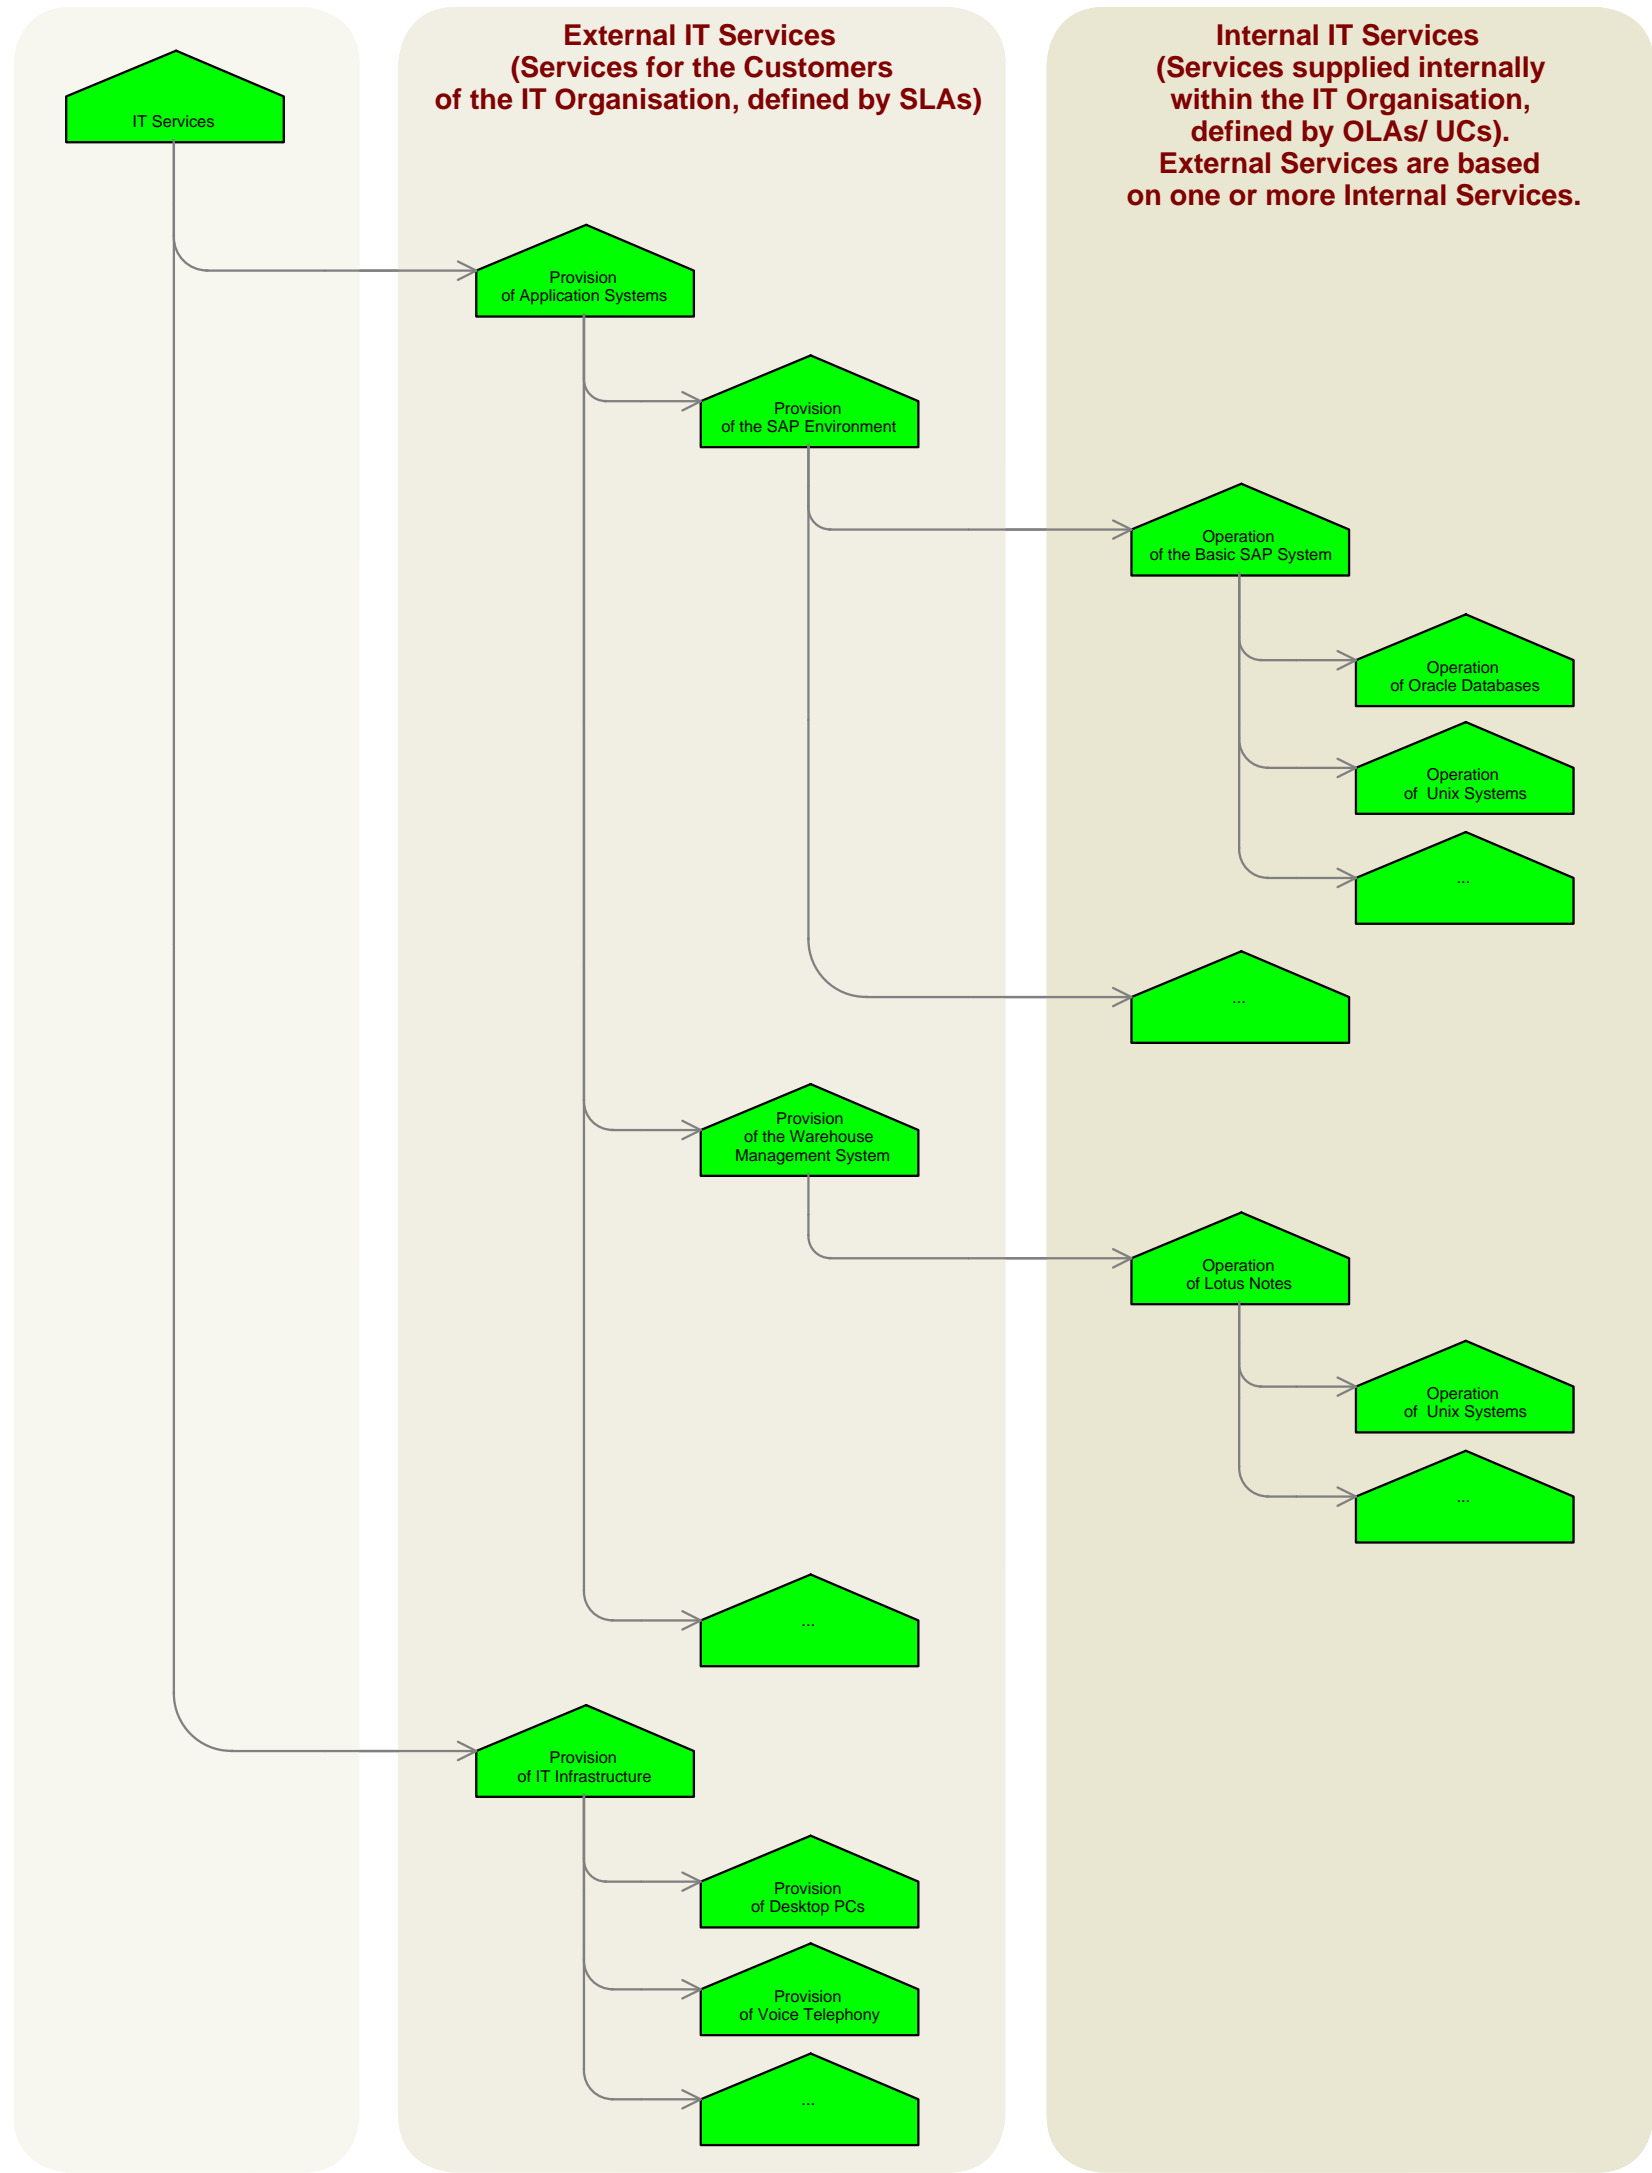 External IT Services
(Services for the Customers
of the IT Organisation, defined by SLAs)
Internal IT Services
(Services supplied internally
within the IT Organisation,
defined by OLAs/ UCs).
External Services are based
on one or more Internal Services.
IT Services
Provision
of Application Systems
Provision
of the SAP Environment
Operation
of the Basic SAP System
Operation
of Oracle Databases
Operation
of  Unix Systems
...
...
Provision
of the Warehouse
Management System
Operation
of Lotus Notes
Operation
of  Unix Systems
...
...
Provision
of IT Infrastructure
Provision
of Desktop PCs
Provision
of Voice Telephony
...